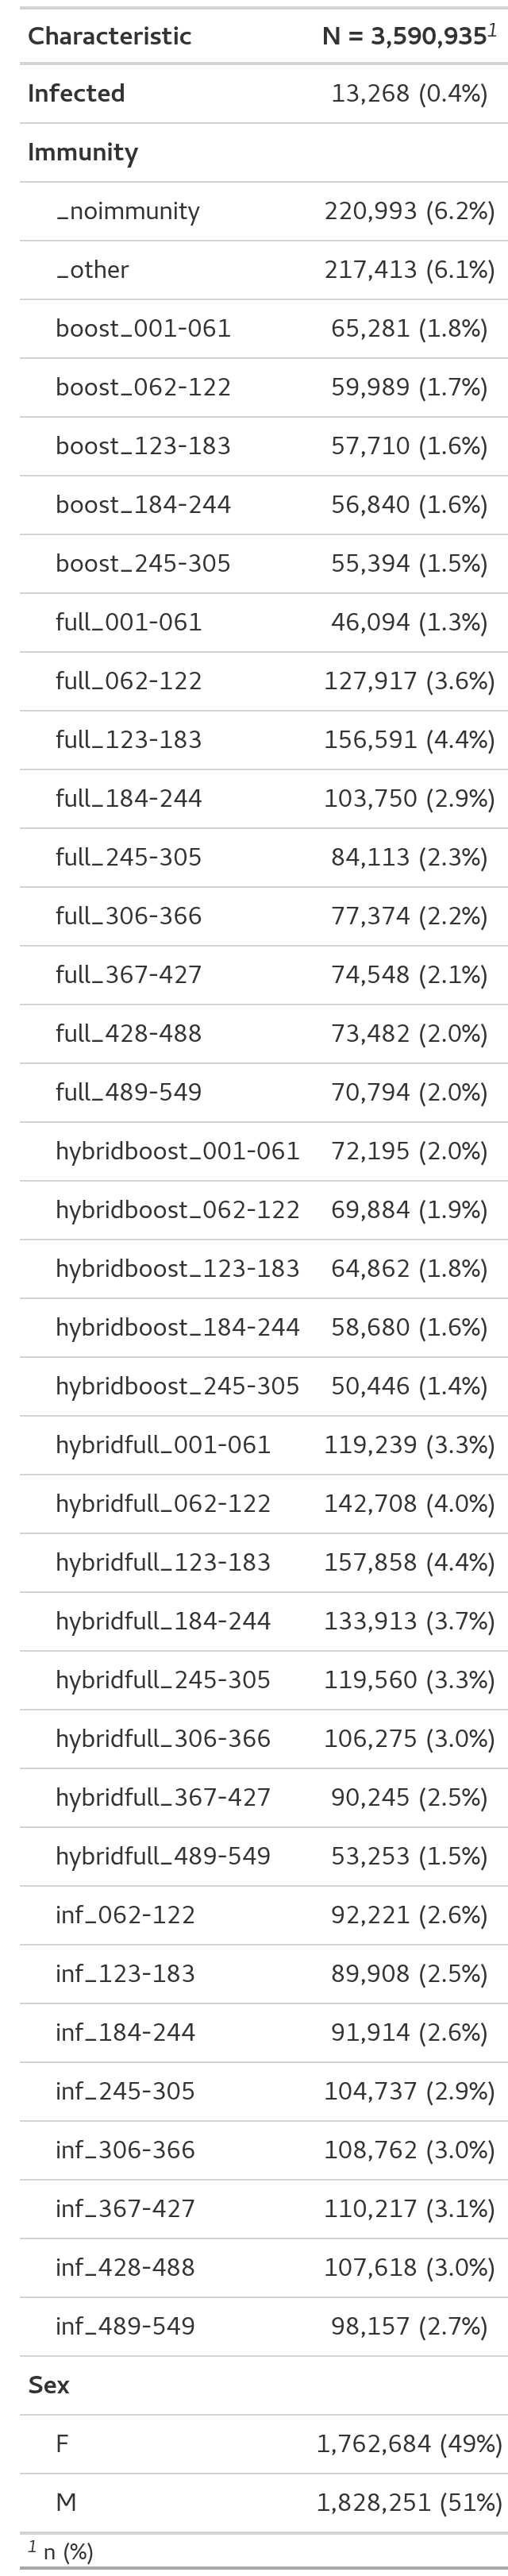 Characteristic N = 3,590,935¹
Infected 13,268 (0.4%)
Immunity
_noimmunity 220,993 (6.2%)
_other 217,413 (6.1%)
boost_001-061 65,281 (1.8%)
boost_062-122 59,989 (1.7%)
boost_123-183 57,710 (1.6%)
boost_184-244 56,840 (1.6%)
boost_245-305 55,394 (1.5%)
full_001-061 46,094 (1.3%)
full_062-122 127,917 (3.6%)
full_123-183 156,591 (4.4%)
full_184-244 103,750 (2.9%)
full_245-305 84,113 (2.3%)
full_306-366 77,374 (2.2%)
full_367-427 74,548 (2.1%)
full_428-488 73,482 (2.0%)
full_489-549 70,794 (2.0%)
hybridboost_001-061 72,195 (2.0%)
hybridboost_062-122 69,884 (1.9%)
hybridboost_123-183 64,862 (1.8%)
hybridboost_184-244 58,680 (1.6%)
hybridboost_245-305 50,446 (1.4%)
hybridfull_001-061 119,239 (3.3%)
hybridfull_062-122 142,708 (4.0%)
hybridfull_123-183 157,858 (4.4%)
hybridfull_184-244 133,913 (3.7%)
hybridfull_245-305 119,560 (3.3%)
hybridfull_306-366 106,275 (3.0%)
hybridfull_367-427 90,245 (2.5%)
hybridfull_489-549 53,253 (1.5%)
inf_062-122 92,221 (2.6%)
inf_123-183 89,908 (2.5%)
inf_184-244 91,914 (2.6%)
inf_245-305 104,737 (2.9%)
inf_306-366 108,762 (3.0%)
inf_367-427 110,217 (3.1%)
inf_428-488 107,618 (3.0%)
inf_489-549 98,157 (2.7%)
Sex
F 1,762,684 (49%)
M 1,828,251 (51%)
¹ n (%)